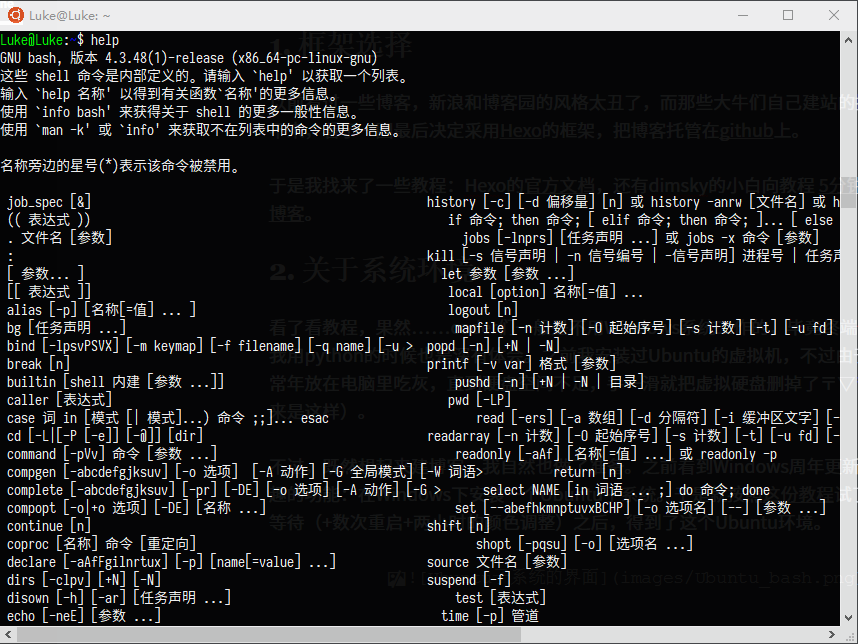 Luke@Luke: ~
Luke@Luke:~$ help
GNU bash, 版本 4.3.48(1)-release (x86_64-pc-linux-gnu)
这些 shell 命令是内部定义的。请输入 `help' 以获取一个列表。
输入 `help 名称' 以得到有关函数`名称'的更多信息。
使用 `info bash' 来获得关于 shell 的更多一般性信息。
使用 `man -k' 或 `info' 来获取不在列表中的命令的更多信息。
名称旁边的星号(*)表示该命令被禁用。
job_spec [&] history [-c] [-d 偏移量] [n] 或 history -anrw [文件名] 或 h
(( 表达式 )) if 命令; then 命令; [ elif 命令; then 命令; ]... [ else
. 文件名 [参数] jobs [-lnprs] [任务声明 ...] 或 jobs -x 命令 [参数]
: kill [-s 信号声明 | -n 信号编号 | -信号声明] 进程号 | 任务声
[ 参数... ] let 参数 [参数 ...]
[[ 表达式 ]] local [option] 名称[=值] ...
alias [-p] [名称[=值] ... ] logout [n]
bg [任务声明 ...] mapfile [-n 计数] [-O 起始序号] [-s 计数] [-t] [-u fd]
bind [-lpsvPSVX] [-m keymap] [-f filename] [-q name] [-u > popd [-n] [+N | -N]
break [n] printf [-v var] 格式 [参数]
builtin [shell 内建 [参数 ...]] pushd [-n] [+N | -N | 目录]
caller [表达式] pwd [-LP]
case 词 in [模式 [| 模式]...) 命令 ;;]... esac read [-ers] [-a 数组] [-d 分隔符] [-i 缓冲区文字] [-
cd [-L|[-P [-e]] [-@]] [dir] readarray [-n 计数] [-O 起始序号] [-s 计数] [-t] [-u fd] [-
command [-pVv] 命令 [参数 ...] readonly [-aAf] [名称[=值] ...] 或 readonly -p
compgen [-abcdefgjksuv] [-o 选项] [-A 动作] [-G 全局模式] [-W 词语> return [n]
complete [-abcdefgjksuv] [-pr] [-DE] [-o 选项] [-A 动作] [-G > select NAME [in 词语 ... ;] do 命令; done
compopt [-o|+o 选项] [-DE] [名称 ...] set [--abefhkmnptuvxBCHP] [-o 选项名] [--] [参数 ...]
continue [n] shift [n]
coproc [名称] 命令 [重定向] shopt [-pqsu] [-o] [选项名 ...]
declare [-aAfFgilnrtux] [-p] [name[=value] ...] source 文件名 [参数]
dirs [-clpv] [+N] [-N] suspend [-f]
disown [-h] [-ar] [任务声明 ...] test [表达式]
echo [-neE] [参数 ...] time [-p] 管道